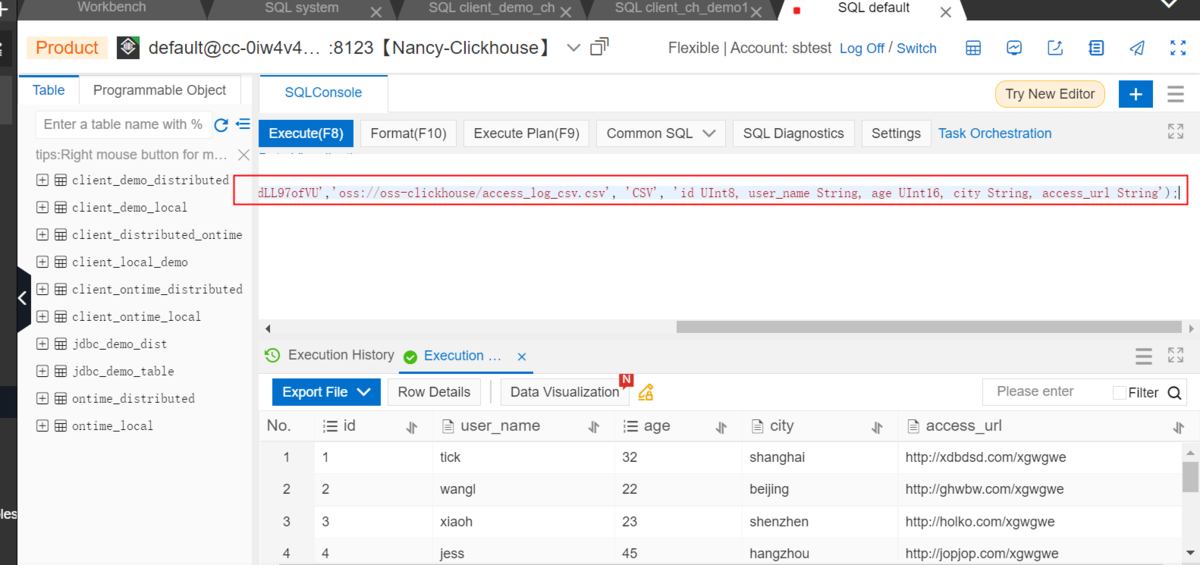 Workbench SQL system SQL client_demo_ch SQL client_ch_demo1 SQL default
Product default@cc-0iw4v4... :8123【Nancy-Clickhouse】 Flexible | Account: sbtest Log Off / Switch
Table Programmable Object SQLConsole Try New Editor
Enter a table name with %
Execute(F8) Format(F10) Execute Plan(F9) Common SQL SQL Diagnostics Settings Task Orchestration
tips:Right mouse button for m...
client_demo_distributed
dLL97ofVU','oss://oss-clickhouse/access_log_csv.csv', 'CSV', 'id UInt8, user_name String, age UInt16, city String, access_url String');
client_demo_local
client_distributed_ontime
client_local_demo
client_ontime_distributed
client_ontime_local
jdbc_demo_dist
jdbc_demo_table
ontime_distributed
ontime_local
Execution History Execution ...
Export File Row Details Data Visualization N Please enter Filter
No. id user_name age city access_url
1 1 tick 32 shanghai http://xdbdsd.com/xgwgwe
2 2 wangl 22 beijing http://ghwbw.com/xgwgwe
3 3 xiaoh 23 shenzhen http://holko.com/xgwgwe
4 4 jess 45 hangzhou http://jopjop.com/xgwgwe
les